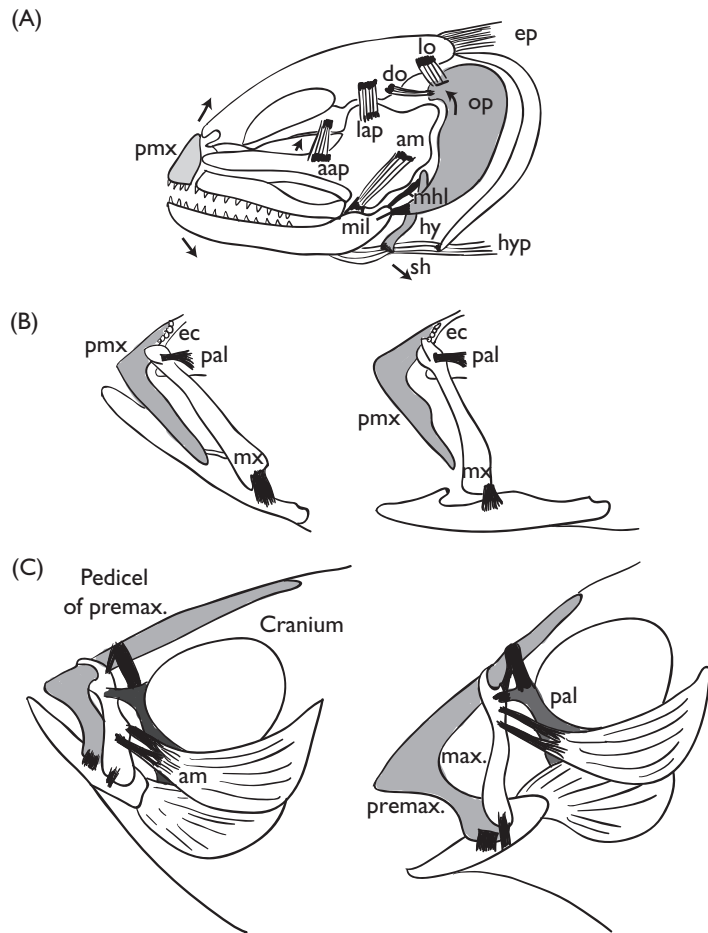 (A)
ep
lo
do
op
pmx
lap
am
aap
mhl
mil
hy
hyp
sh
(B)
ec
pmx
pal
mx
ec
pal
pmx
mx
(C)
Pedicel
of premax.
Cranium
am
pal
max.
premax.